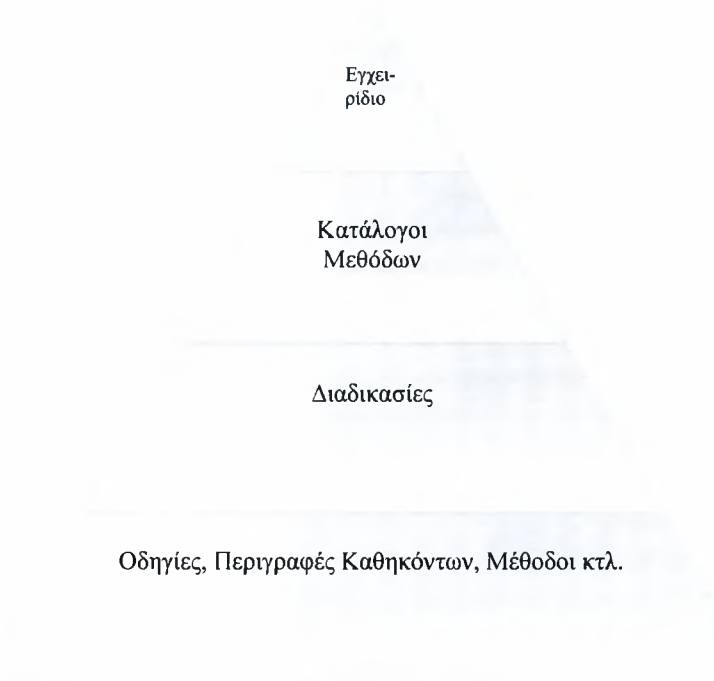 Εγχει-
ρίδιο
Κατάλογοι
Μεθόδων
Διαδικασίες
Οδηγίες, Περιγραφές Καθηκόντων, Μέθοδοι κτλ.